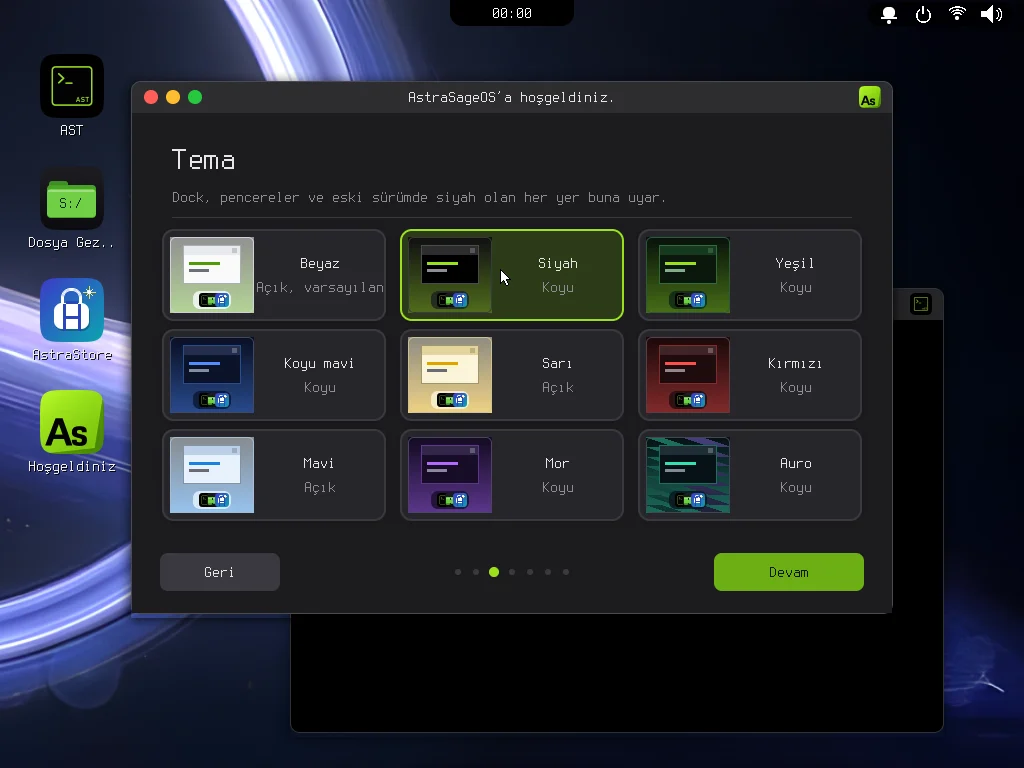 00:00
>_ AST
AST
S:/
Dosya Gez..
AstraStore
As
Hoşgeldiniz
AstraSageOS'a hoşgeldiniz.
As
Tema
Dock, pencereler ve eski sürümde siyah olan her yer buna uyar.
Beyaz
Açık, varsayılan
Siyah
Koyu
Yeşil
Koyu
Koyu mavi
Koyu
Sarı
Açık
Kırmızı
Koyu
Mavi
Açık
Mor
Koyu
Auro
Koyu
Geri
Devam